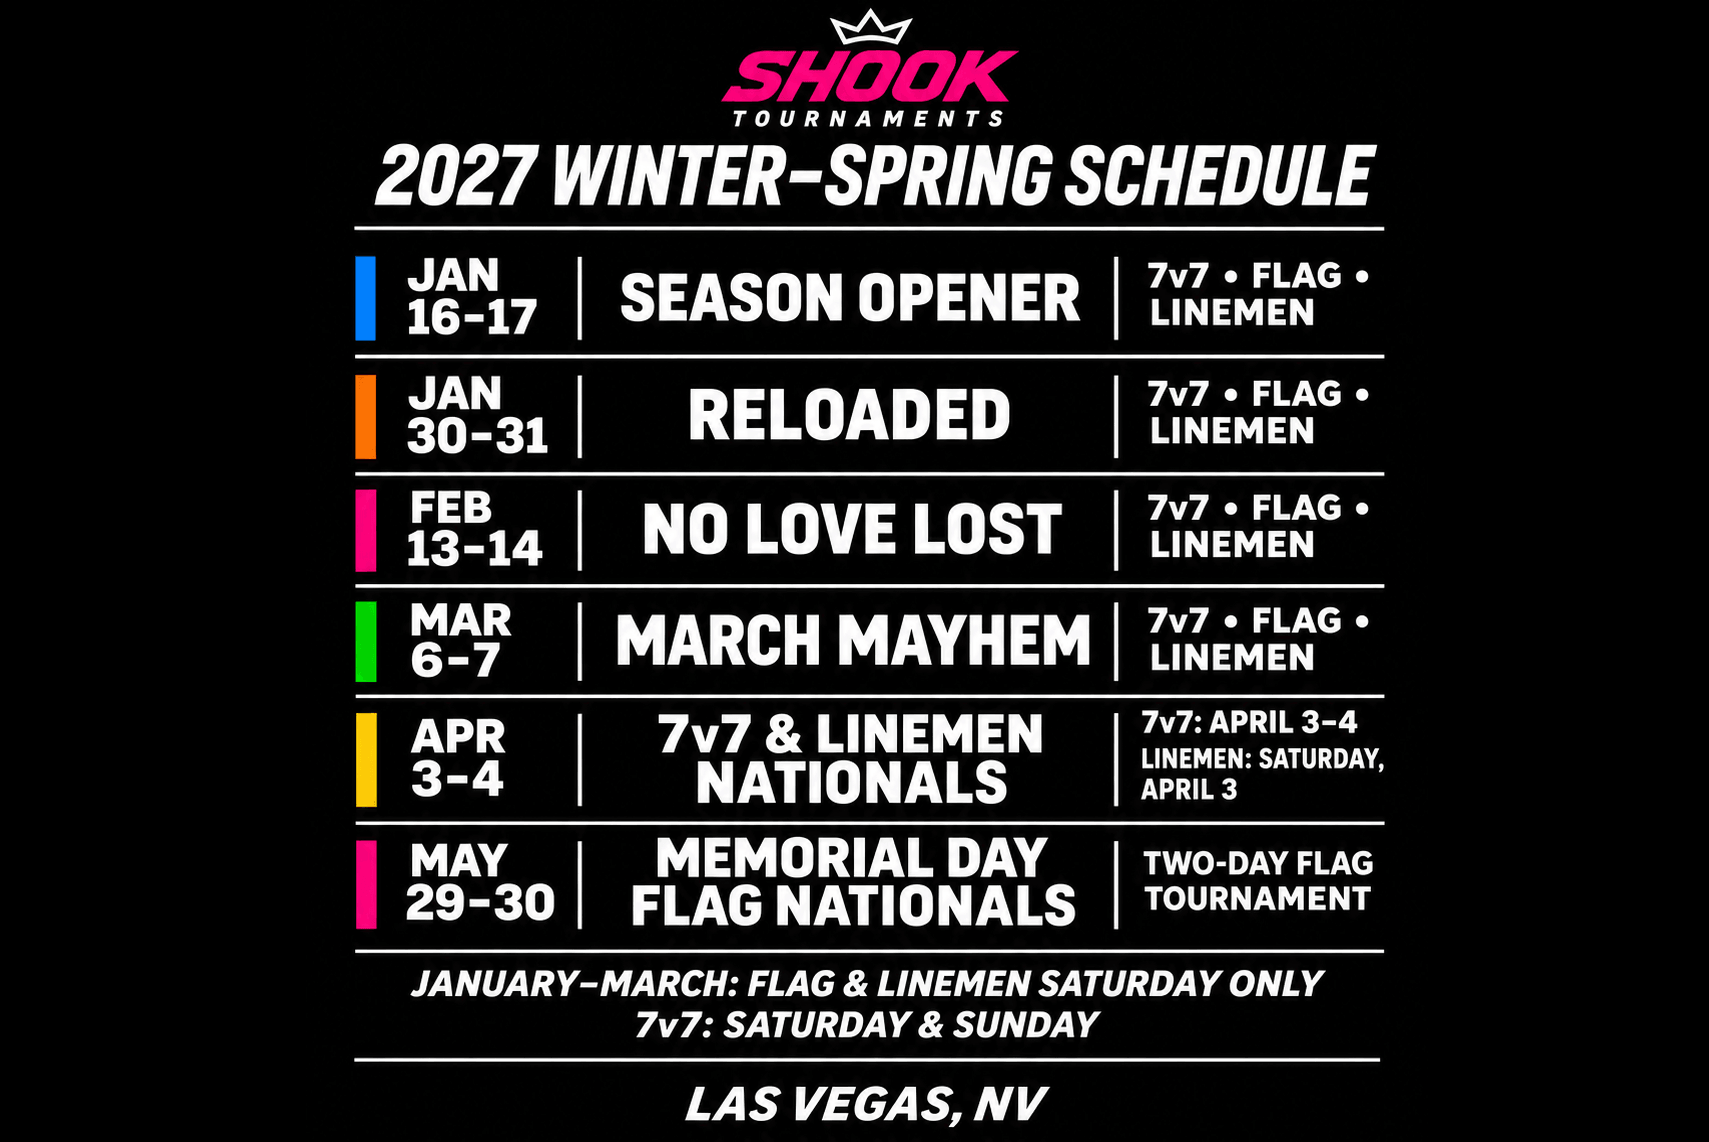 SHOOK
TOURNAMENTS
2027 WINTER–SPRING SCHEDULE
JAN
16–17
SEASON OPENER
7v7 • FLAG •
LINEMEN
JAN
30–31
RELOADED
7v7 • FLAG •
LINEMEN
FEB
13–14
NO LOVE LOST
7v7 • FLAG •
LINEMEN
MAR
6–7
MARCH MAYHEM
7v7 • FLAG •
LINEMEN
APR
3–4
7v7 & LINEMEN
NATIONALS
7v7: APRIL 3–4
LINEMEN: SATURDAY,
APRIL 3
MAY
29–30
MEMORIAL DAY
FLAG NATIONALS
TWO-DAY FLAG
TOURNAMENT
JANUARY–MARCH: FLAG & LINEMEN SATURDAY ONLY
7v7: SATURDAY & SUNDAY
LAS VEGAS, NV